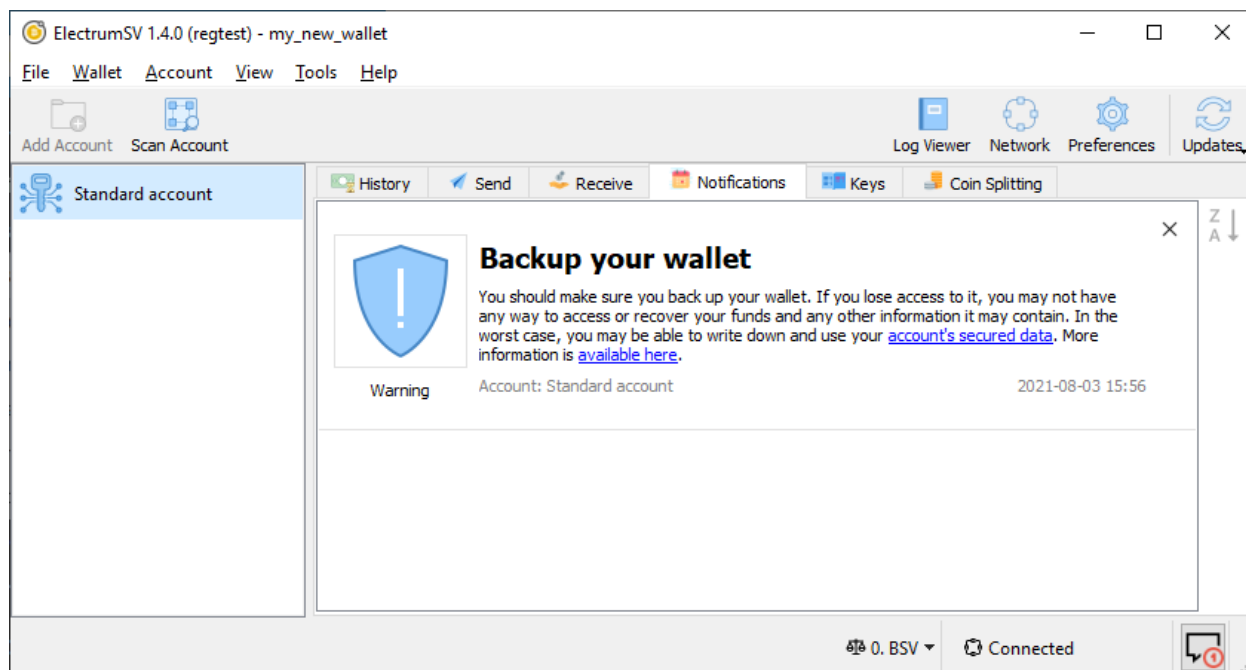 ElectrumSV 1.4.0 (regtest) - my_new_wallet
File Wallet Account View Tools Help
Add Account Scan Account Log Viewer Network Preferences Updates
Standard account
History Send Receive Notifications Keys Coin Splitting
Z
A
Backup your wallet
You should make sure you back up your wallet. If you lose access to it, you may not have
any way to access or recover your funds and any other information it may contain. In the
worst case, you may be able to write down and use your account's secured data. More
information is available here.
Warning
Account: Standard account 2021-08-03 15:56
0. BSV Connected
1